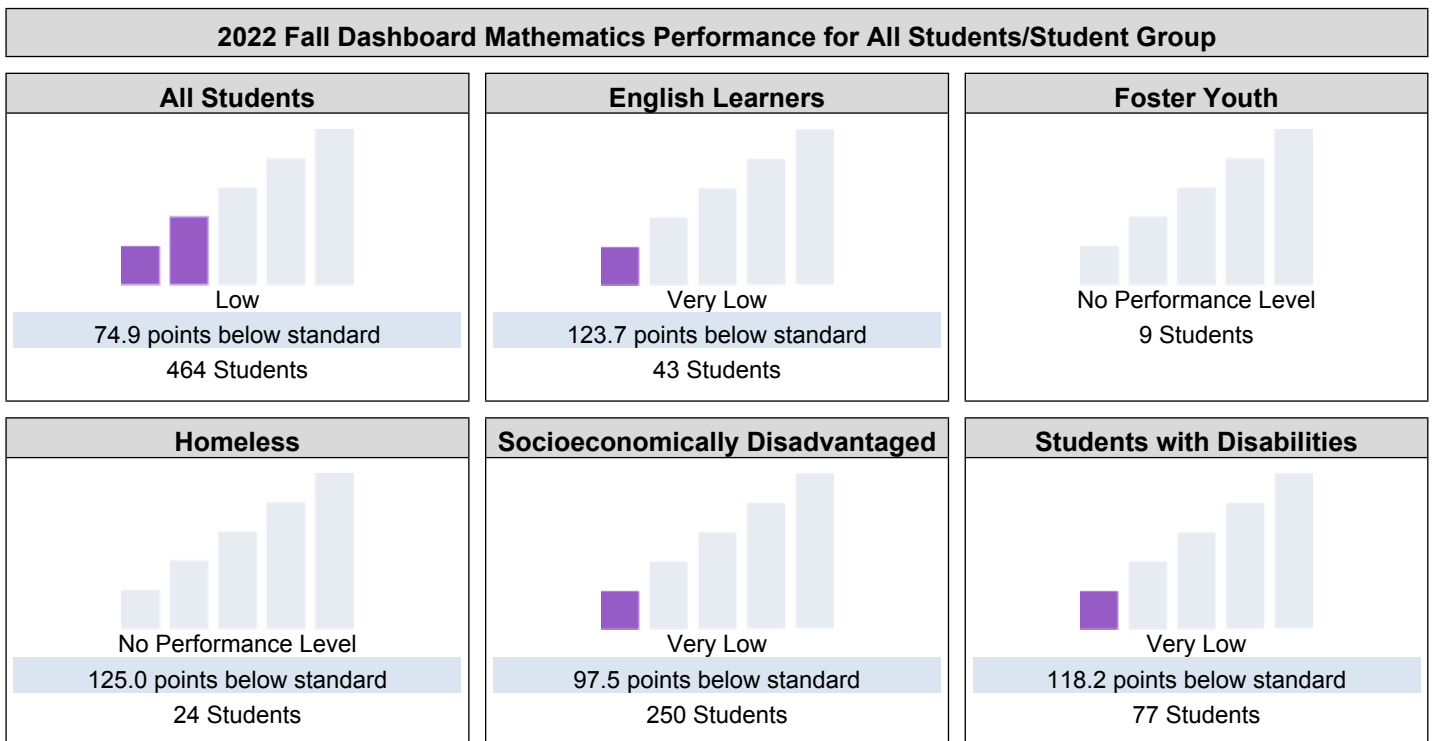 2022 Fall Dashboard Mathematics Performance for All Students/Student Group
All Students
Low
74.9 points below standard
464 Students
English Learners
Very Low
123.7 points below standard
43 Students
Foster Youth
No Performance Level
9 Students
Homeless
No Performance Level
125.0 points below standard
24 Students
Socioeconomically Disadvantaged
Very Low
97.5 points below standard
250 Students
Students with Disabilities
Very Low
118.2 points below standard
77 Students